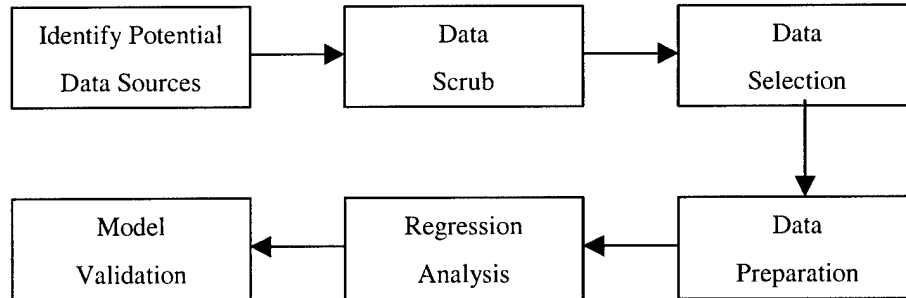 Identify Potential
Data Sources
Data
Scrub
Data
Selection
Data
Preparation
Regression
Analysis
Model
Validation